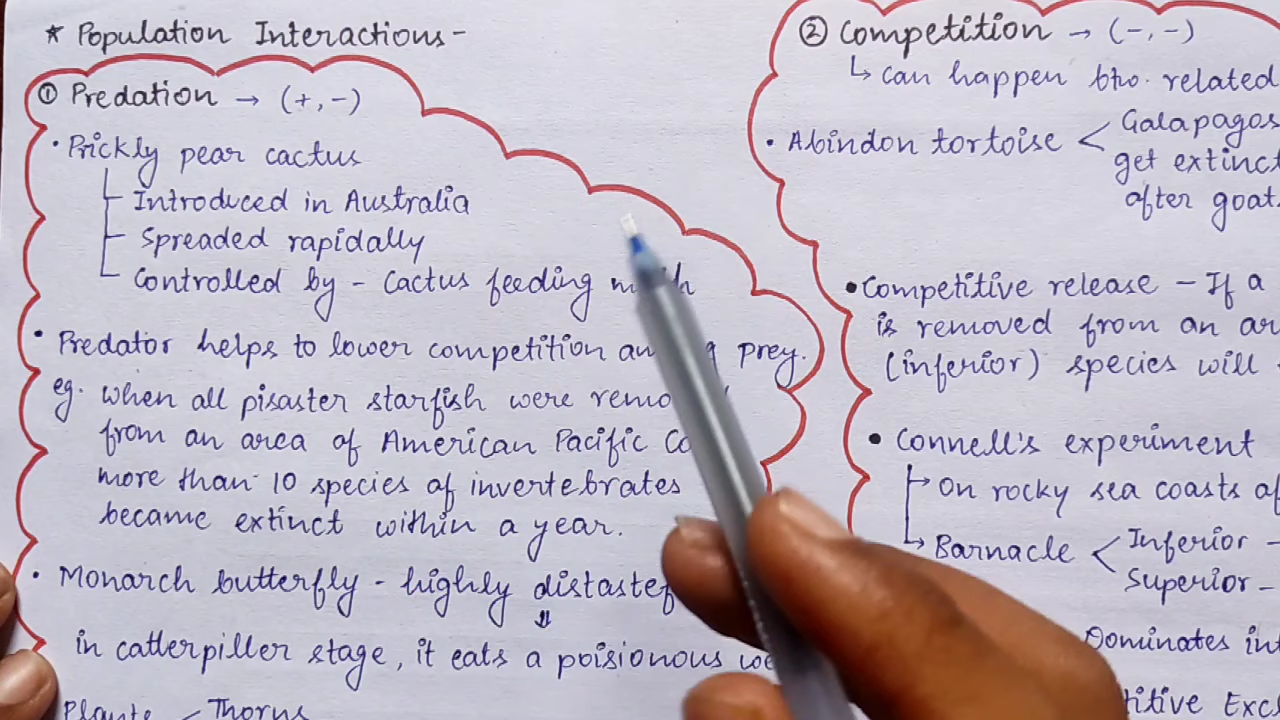 * Population Interactions-
① Predation → (+,-)
• Prickly pear cactus
Introduced in Australia
Spreaded rapidally
Controlled by - Cactus feeding
• Predator helps to lower competition prey.
eg. when all pisaster starfish were
from an area of American Pacific
more than 10 species of invertebrates
became extinct within a year.
• Monarch butterfly - highly
⇓
in catterpiller stage, it eats a poisionous
Plants < Thorns
② Competition → (-,-)
↳ can happen btw. related
• Abindon tortoise < Galapagos
get extinct
after goat
• Competitive release - If a
is removed from an
(inferior) species will
• Connell's experiment
→ On rocky sea coasts of
→ Barnacle < Inferior -
Superior -
Dominates